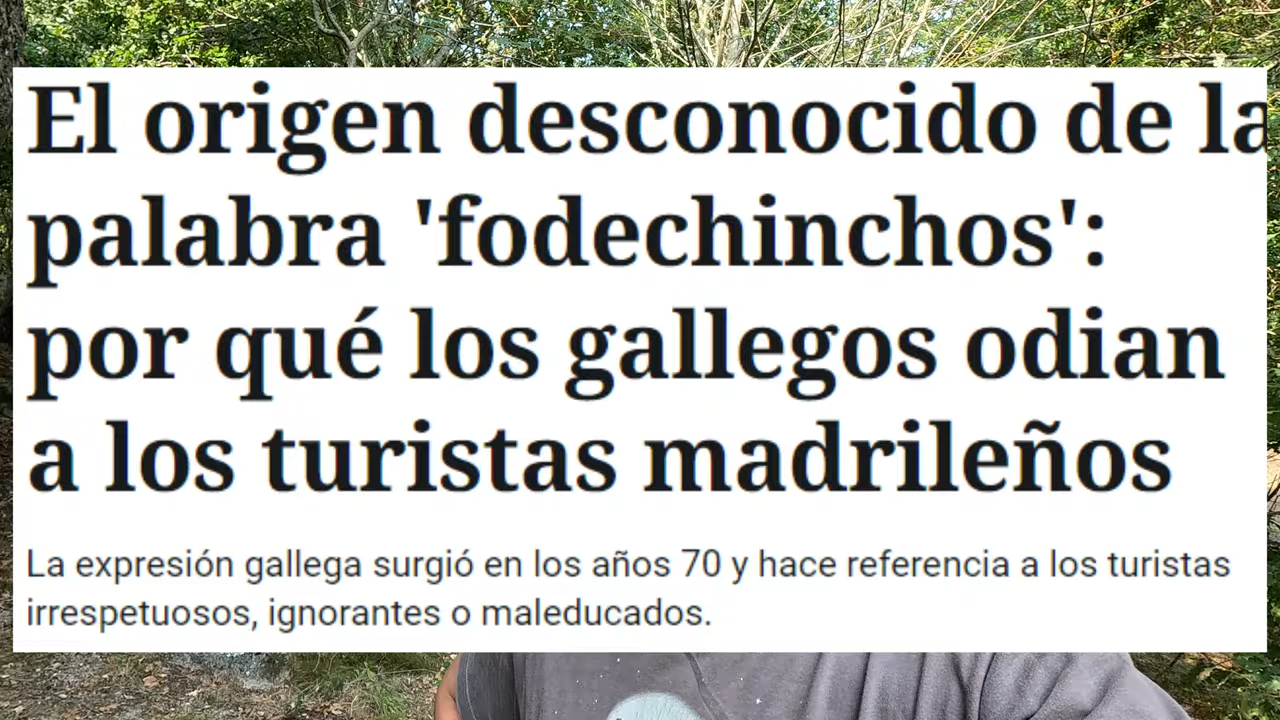 El origen desconocido de la
palabra 'fodechinchos':
por qué los gallegos odian
a los turistas madrileños
La expresión gallega surgió en los años 70 y hace referencia a los turistas
irrespetuosos, ignorantes o maleducados.